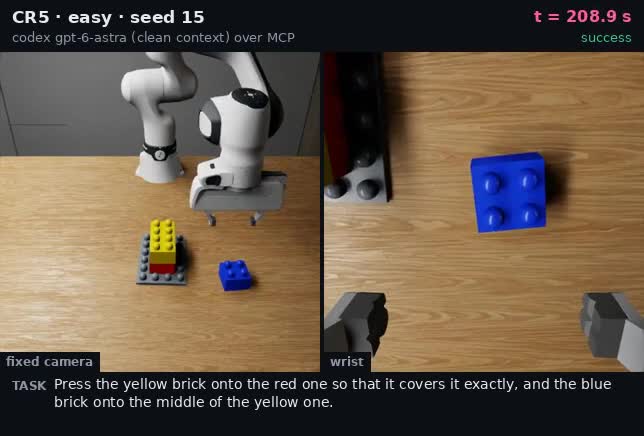 CR5 · easy · seed 15
t = 208.9 s
codex gpt-6-astra (clean context) over MCP
success
fixed camera
wrist
TASK Press the yellow brick onto the red one so that it covers it exactly, and the blue
brick onto the middle of the yellow one.